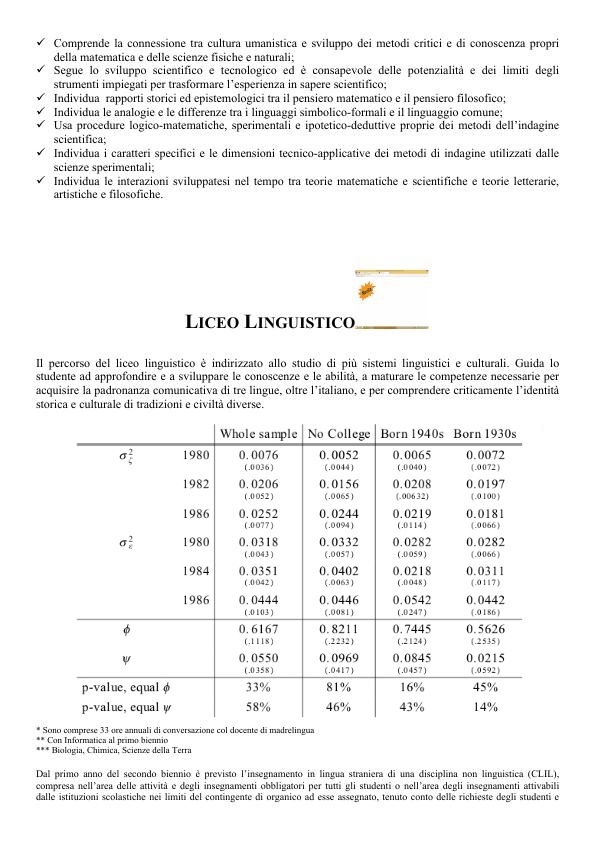 ✓ Comprende la connessione tra cultura umanistica e sviluppo dei metodi critici e di conoscenza propri
della matematica e delle scienze fisiche e naturali;
✓ Segue lo sviluppo scientifico e tecnologico ed è consapevole delle potenzialità e dei limiti degli
strumenti impiegati per trasformare l’esperienza in sapere scientifico;
✓ Individua rapporti storici ed epistemologici tra il pensiero matematico e il pensiero filosofico;
✓ Individua le analogie e le differenze tra i linguaggi simbolico-formali e il linguaggio comune;
✓ Usa procedure logico-matematiche, sperimentali e ipotetico-deduttive proprie dei metodi dell’indagine
scientifica;
✓ Individua i caratteri specifici e le dimensioni tecnico-applicative dei metodi di indagine utilizzati dalle
scienze sperimentali;
✓ Individua le interazioni sviluppatesi nel tempo tra teorie matematiche e scientifiche e teorie letterarie,
artistiche e filosofiche.
LICEO LINGUISTICO
Il percorso del liceo linguistico è indirizzato allo studio di più sistemi linguistici e culturali. Guida lo
studente ad approfondire e a sviluppare le conoscenze e le abilità, a maturare le competenze necessarie per
acquisire la padronanza comunicativa di tre lingue, oltre l’italiano, e per comprendere criticamente l’identità
storica e culturale di tradizioni e civiltà diverse.
Whole sample No College Born 1940s Born 1930s
σ²ζ 1980 0.0076 0.0052 0.0065 0.0072
(.0036) (.0044) (.0040) (.0072)
1982 0.0206 0.0156 0.0208 0.0197
(.0052) (.0065) (.00632) (.0100)
1986 0.0252 0.0244 0.0219 0.0181
(.0077) (.0094) (.0114) (.0066)
σ²ε 1980 0.0318 0.0332 0.0282 0.0282
(.0043) (.0057) (.0059) (.0066)
1984 0.0351 0.0402 0.0218 0.0311
(.0042) (.0063) (.0048) (.0117)
1986 0.0444 0.0446 0.0542 0.0442
(.0103) (.0081) (.0247) (.0186)
ϕ 0.6167 0.8211 0.7445 0.5626
(.1118) (.2232) (.2124) (.2535)
ψ 0.0550 0.0969 0.0845 0.0215
(.0358) (.0417) (.0457) (.0592)
p-value, equal ϕ 33% 81% 16% 45%
p-value, equal ψ 58% 46% 43% 14%
* Sono comprese 33 ore annuali di conversazione col docente di madrelingua
** Con Informatica al primo biennio
*** Biologia, Chimica, Scienze della Terra
Dal primo anno del secondo biennio è previsto l’insegnamento in lingua straniera di una disciplina non linguistica (CLIL),
compresa nell’area delle attività e degli insegnamenti obbligatori per tutti gli studenti o nell’area degli insegnamenti attivabili
dalle istituzioni scolastiche nei limiti del contingente di organico ad esse assegnato, tenuto conto delle richieste degli studenti e